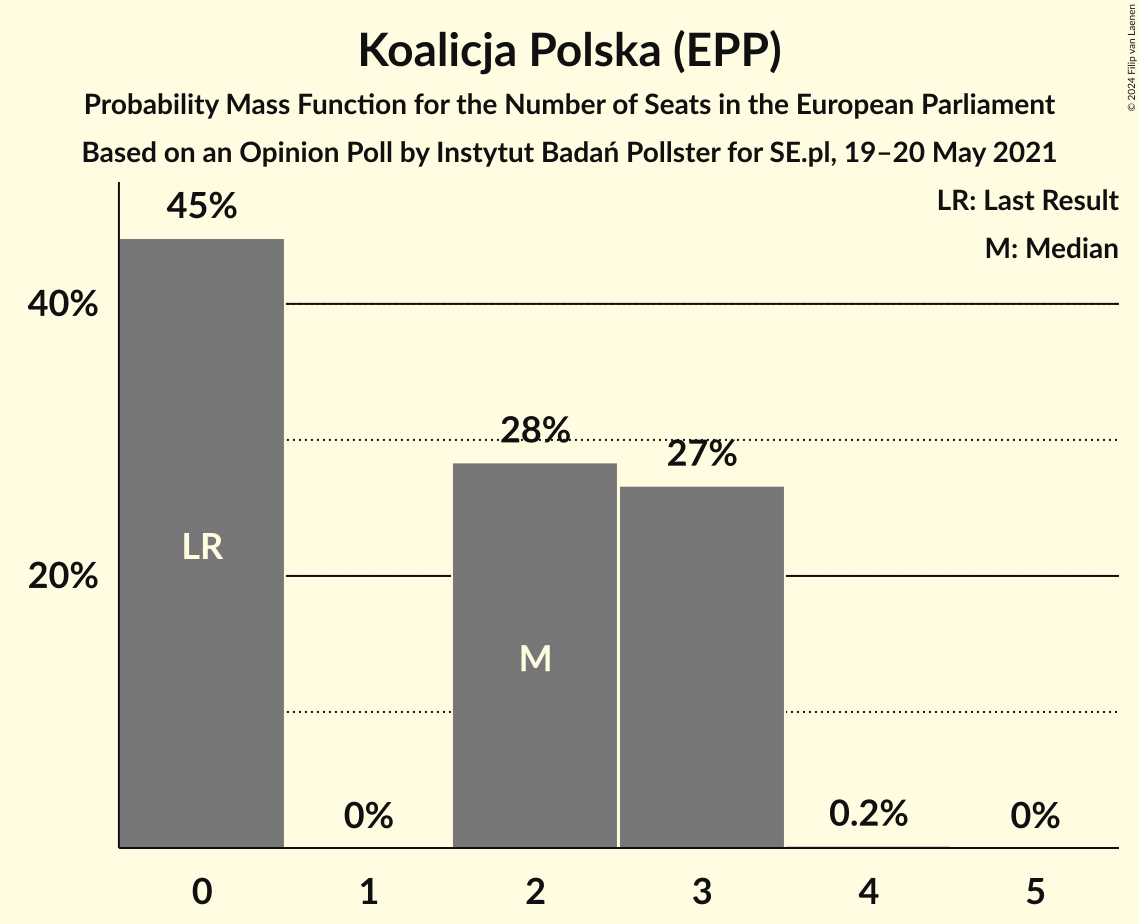 Koalicja Polska (EPP)
Probability Mass Function for the Number of Seats in the European Parliament
Based on an Opinion Poll by Instytut Badań Pollster for SE.pl, 19–20 May 2021
© 2024 Filip van Laenen
LR: Last Result
M: Median
45%
40%
28%
27%
LR
20%
M
0%
0.2%
0%
0 1 2 3 4 5